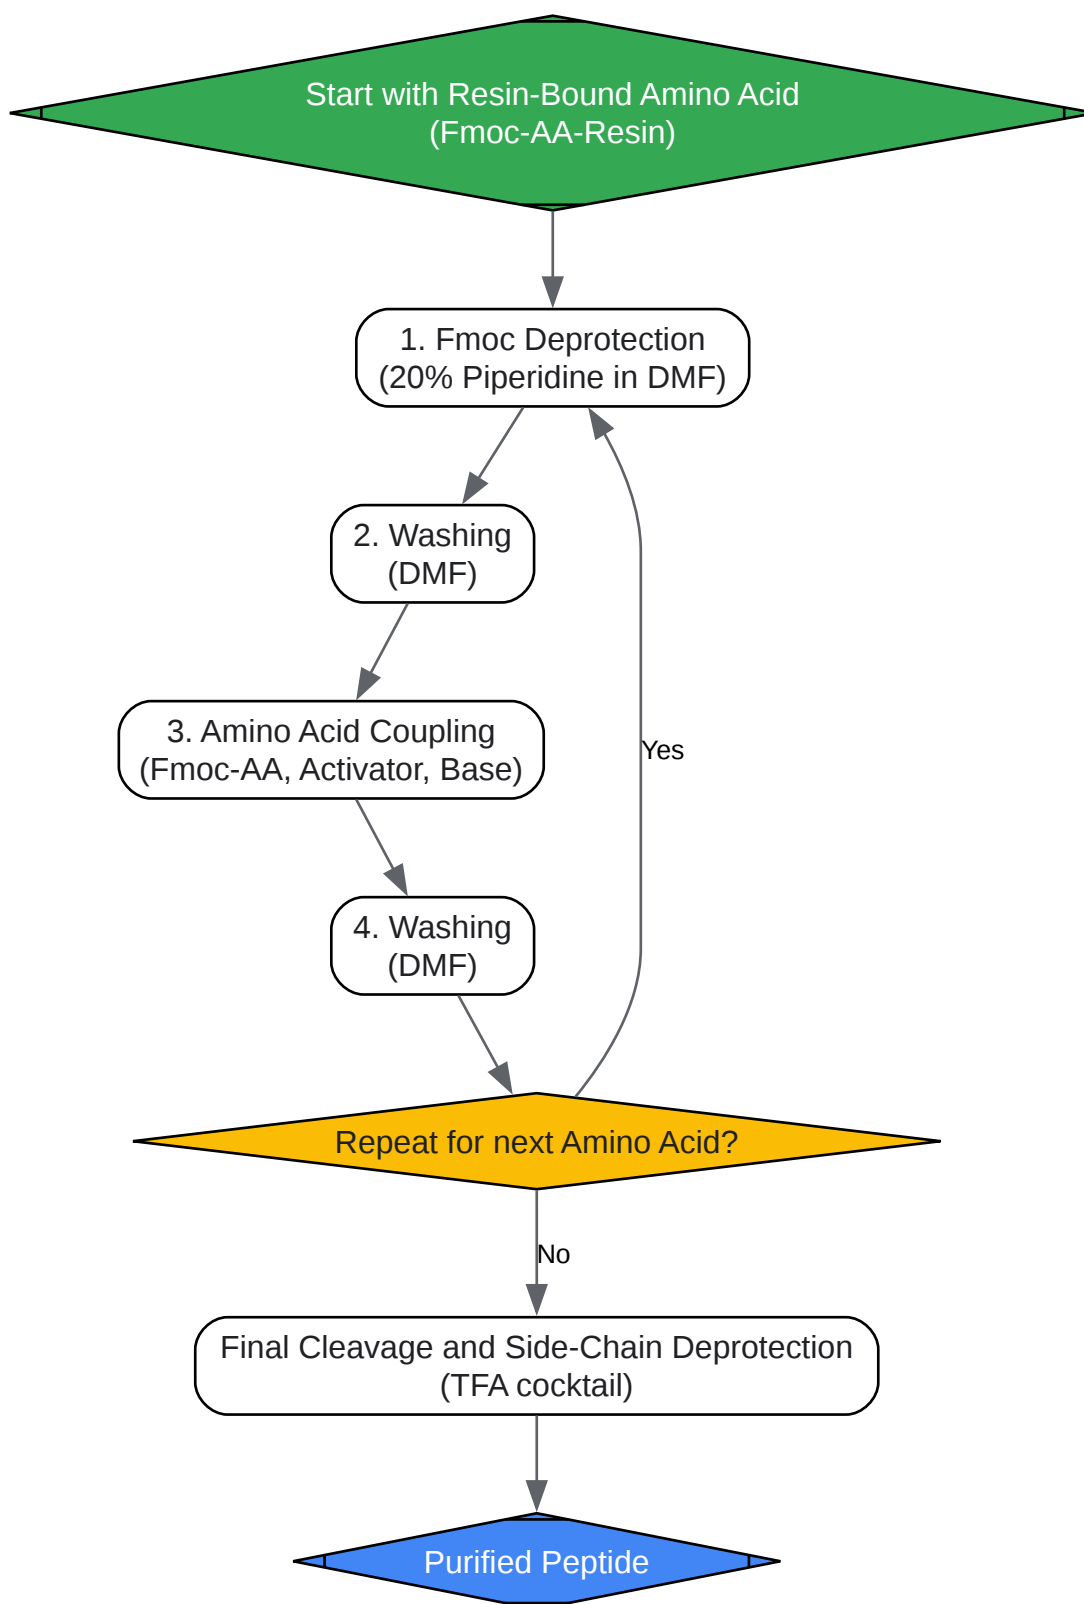 Start with Resin-Bound Amino Acid
(Fmoc-AA-Resin)
1. Fmoc Deprotection
(20% Piperidine in DMF)
2. Washing
(DMF)
3. Amino Acid Coupling
(Fmoc-AA, Activator, Base)
Yes
4. Washing
(DMF)
Repeat for next Amino Acid?
No
Final Cleavage and Side-Chain Deprotection
(TFA cocktail)
Purified Peptide